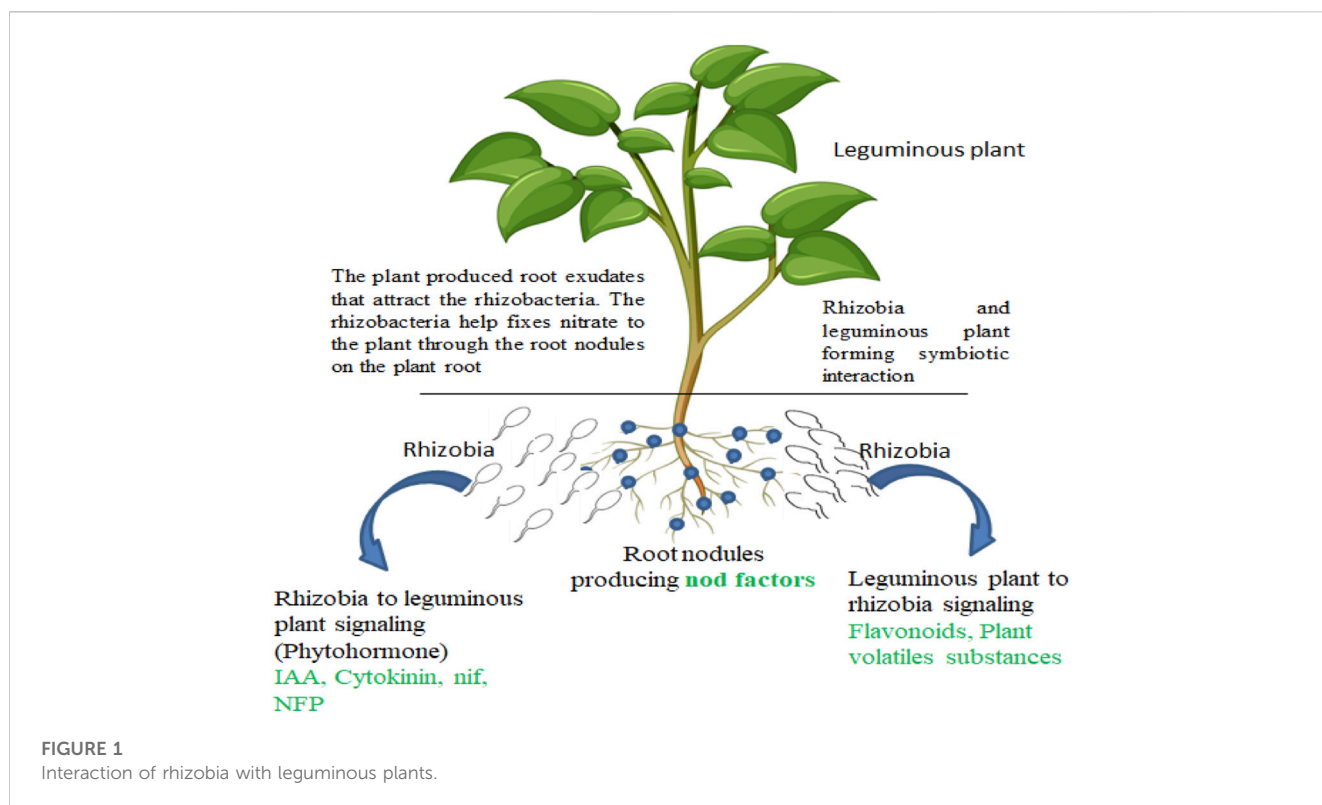 Leguminous plant
The plant produced root exudates
that attract the rhizobacteria. The
rhizobacteria help fixes nitrate to
the plant through the root nodules
on the plant root
Rhizobia and
leguminous plant
forming symbiotic
interaction
Rhizobia
Rhizobia
Root nodules
producing nod factors
Rhizobia to leguminous
plant signaling
(Phytohormone)
IAA, Cytokinin, nif,
NFP
Leguminous plant to
rhizobia signaling
Flavonoids, Plant
volatiles substances
FIGURE 1
Interaction of rhizobia with leguminous plants.